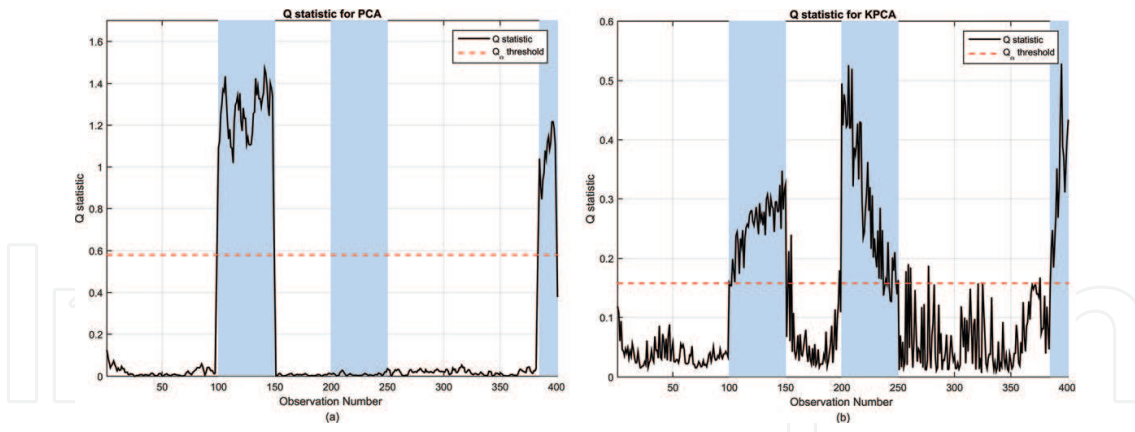 Q statistic for PCA
1.6
1.4
1.2
1
0.8
0.6
0.4
0.2
0
Q statistic
Q statistic
Qα threshold
50
100
150
200
250
300
350
400
Observation Number
(a)
Q statistic for KPCA
0.6
0.5
0.4
0.3
0.2
0.1
0
Q statistic
Q statistic
Qα threshold
50
100
150
200
250
300
350
400
Observation Number
(b)